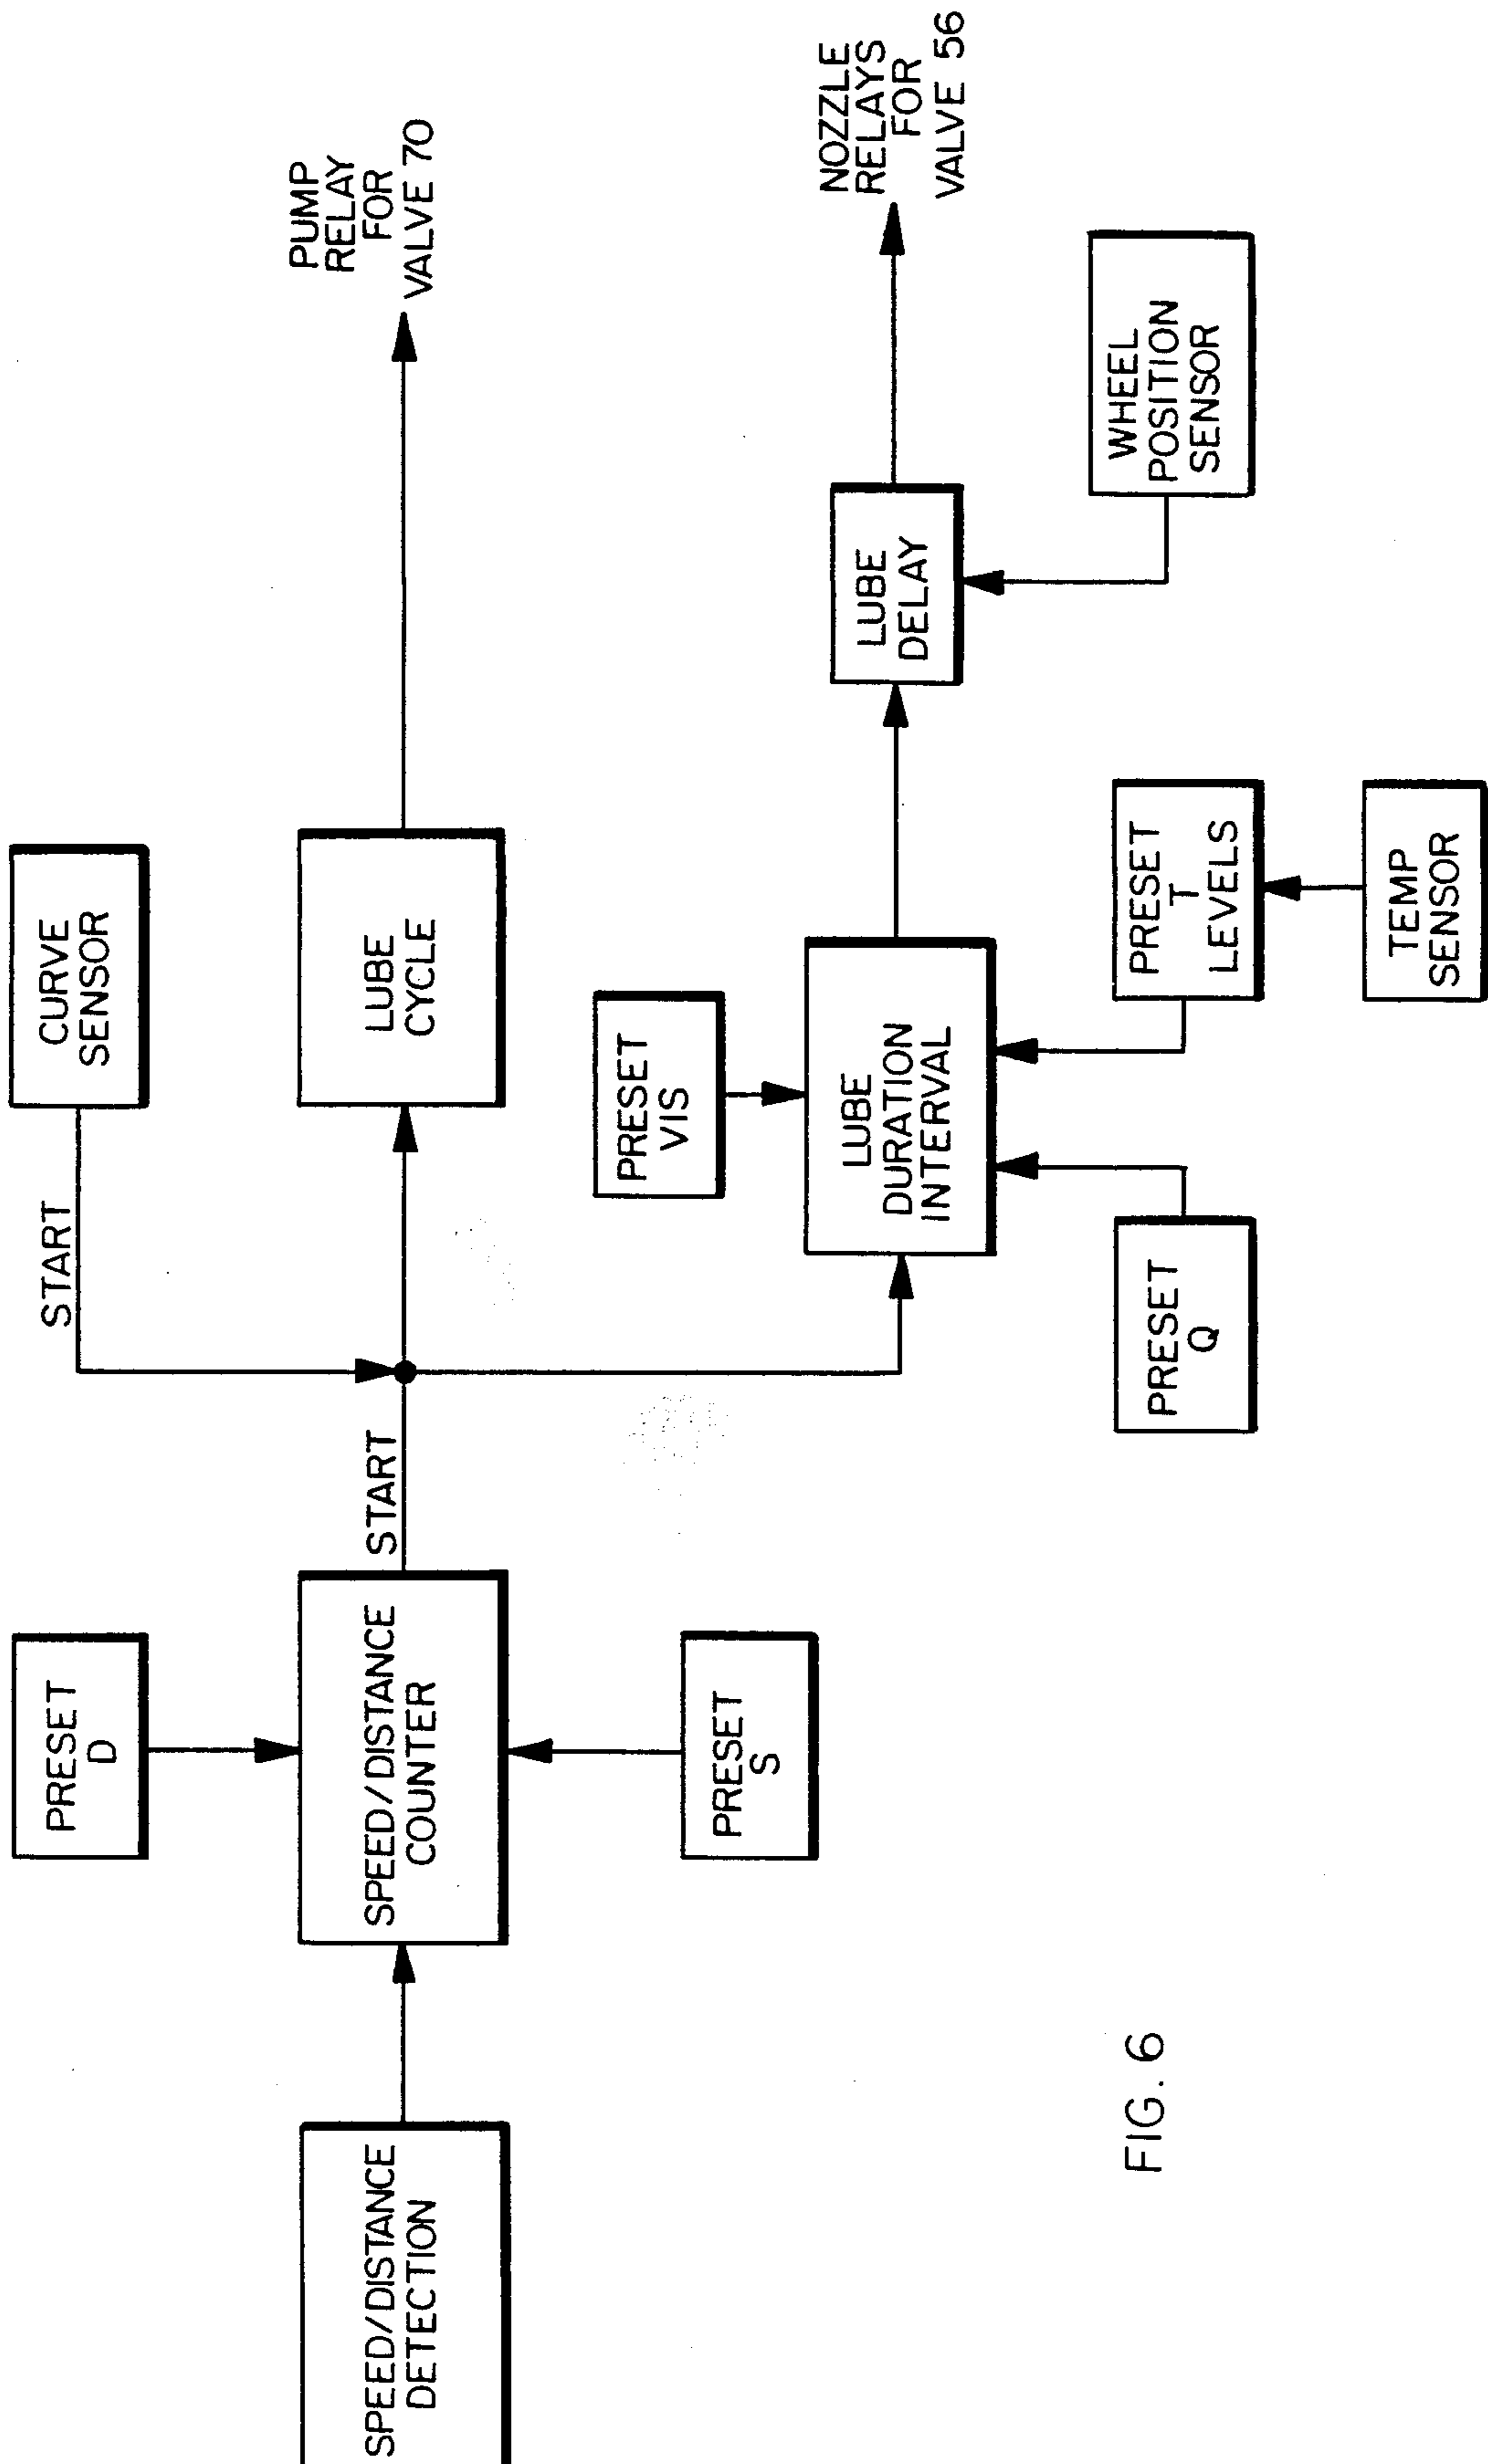 SPEED/DISTANCE
DETECTION
PRESET
D
SPEED/DISTANCE
COUNTER
PRESET
S
START
START
CURVE
SENSOR
LUBE
CYCLE
PUMP
RELAY
FOR
VALVE 70
PRESET
VIS
LUBE
DURATION
INTERVAL
PRESET
Q
PRESET
T
LEVELS
TEMP
SENSOR
LUBE
DELAY
WHEEL
POSITION
SENSOR
NOZZLE
RELAYS
FOR
VALVE 56
FIG. 6